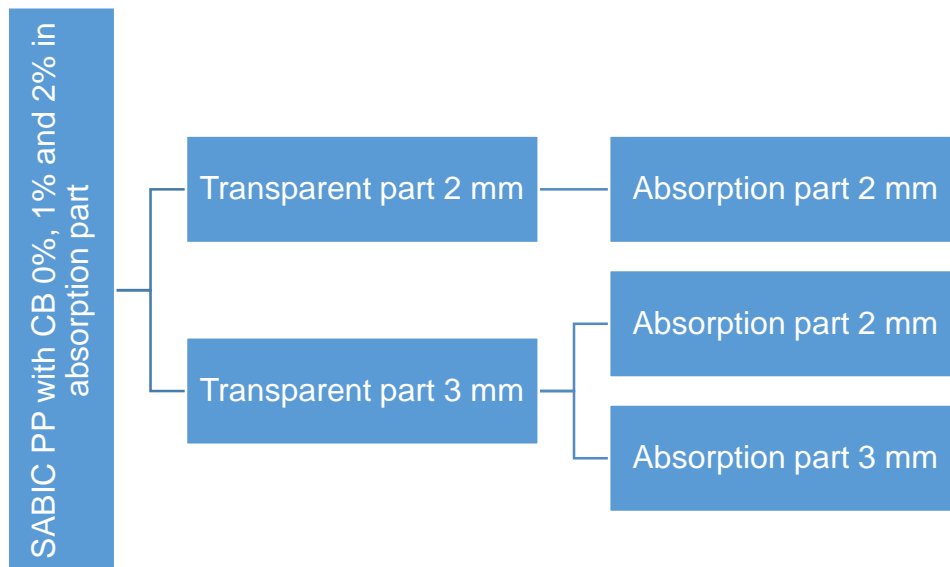 SABIC PP with CB 0%, 1% and 2% in
absorption part
Transparent part 2 mm
Absorption part 2 mm
Transparent part 3 mm
Absorption part 2 mm
Absorption part 3 mm